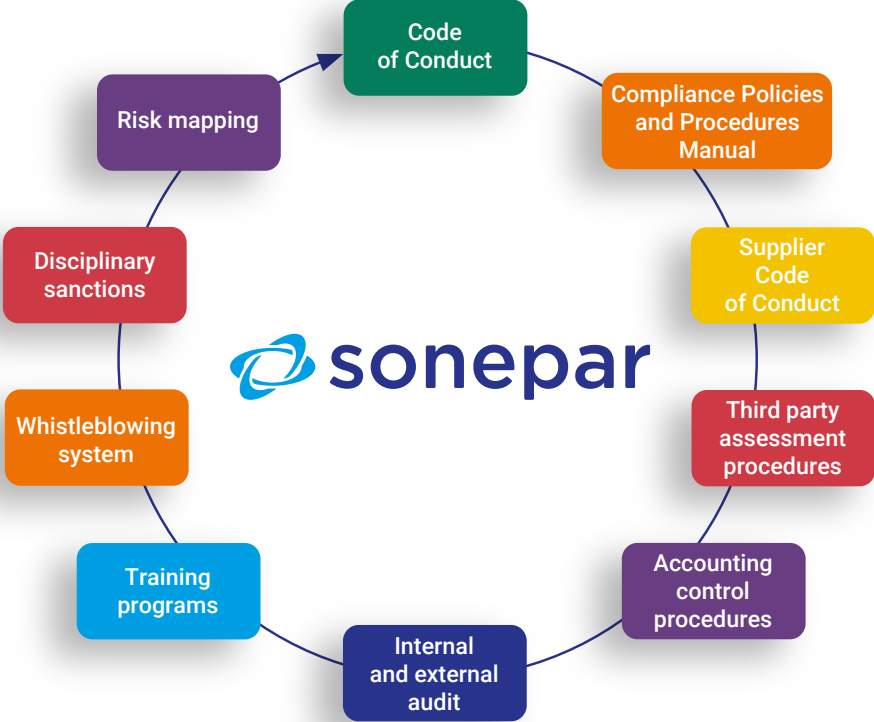 Code
of Conduct
Compliance Policies
and Procedures
Manual
Supplier
Code
of Conduct
Third party
assessment
procedures
Accounting
control
procedures
Internal
and external
audit
Training
programs
Whistleblowing
system
Disciplinary
sanctions
Risk mapping
sonepar